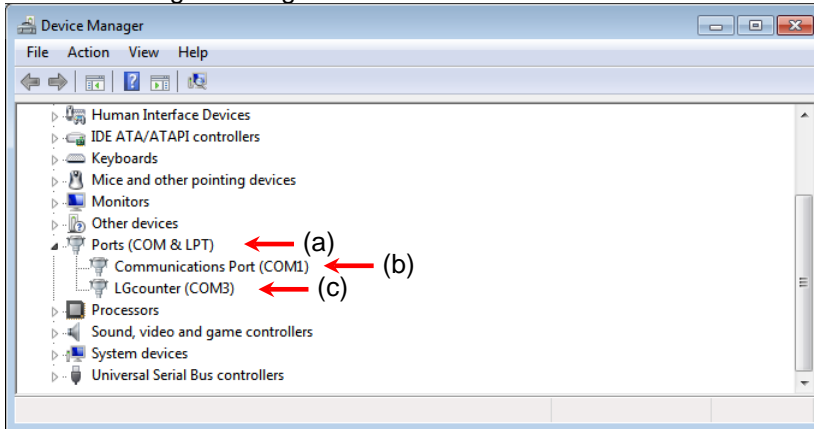 Device Manager
File Action View Help
Human Interface Devices
IDE ATA/ATAPI controllers
Keyboards
Mice and other pointing devices
Monitors
Other devices
Ports (COM & LPT) (a)
Communications Port (COM1) (b)
LGcounter (COM3) (c)
Processors
Sound, video and game controllers
System devices
Universal Serial Bus controllers